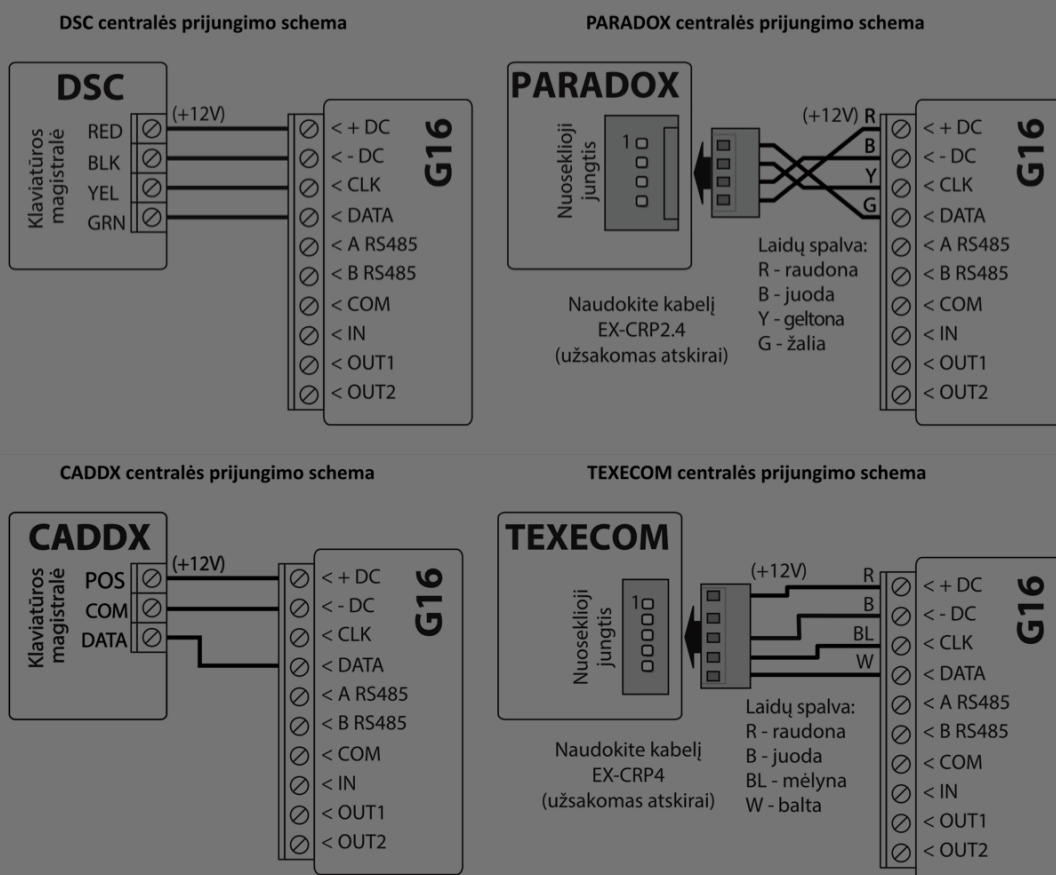 DSC centralės prijungimo schema
DSC
Klaviatūros
magistralė
RED
BLK
YEL
GRN
(+12V)
G16
< + DC
< - DC
< CLK
< DATA
< A RS485
< B RS485
< COM
< IN
< OUT1
< OUT2
PARADOX centralės prijungimo schema
PARADOX
Nuoseklioji
jungtis
1
(+12V) R
B
Y
G
G16
< + DC
< - DC
< CLK
< DATA
< A RS485
< B RS485
< COM
< IN
< OUT1
< OUT2
Laidų spalva:
R - raudona
B - juoda
Y - geltona
G - žalia
Naudokite kabelį
EX-CRP2.4
(užsakomas atskirai)
CADDX centralės prijungimo schema
CADDX
Klaviatūros
magistralė
POS
COM
DATA
(+12V)
G16
< + DC
< - DC
< CLK
< DATA
< A RS485
< B RS485
< COM
< IN
< OUT1
< OUT2
TEXECOM centralės prijungimo schema
TEXECOM
Nuoseklioji
jungtis
1
(+12V)
R
B
BL
W
G16
< + DC
< - DC
< CLK
< DATA
< A RS485
< B RS485
< COM
< IN
< OUT1
< OUT2
Laidų spalva:
R - raudona
B - juoda
BL - mėlyna
W - balta
Naudokite kabelį
EX-CRP4
(užsakomas atskirai)